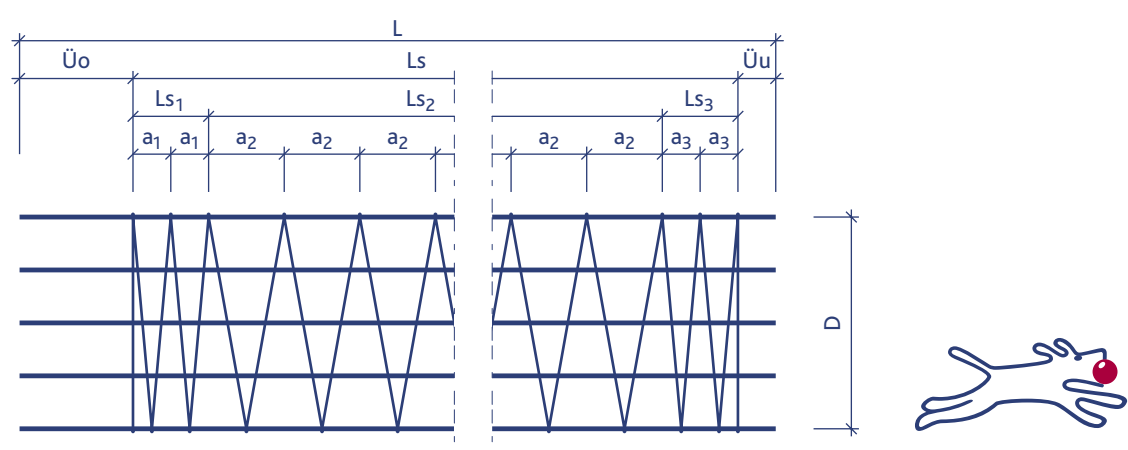 L
Üo Ls Üu
Ls₁ Ls₂ Ls₃
a₁ a₁ a₂ a₂ a₂ a₂ a₂ a₃ a₃
D